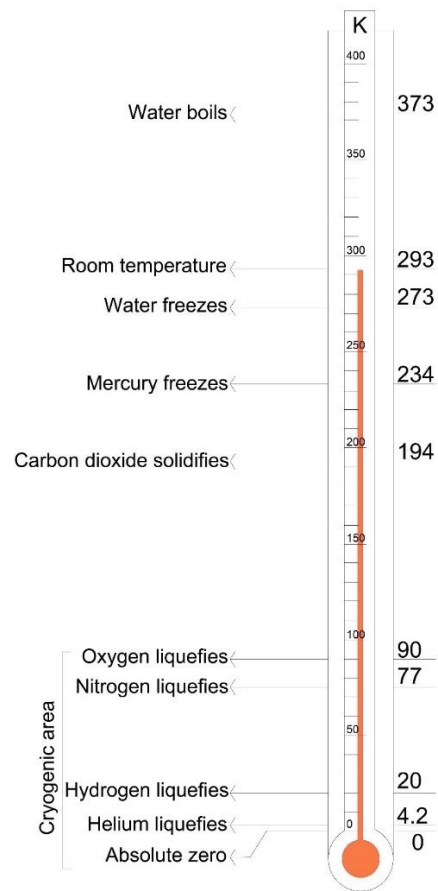 K
400
Water boils
373
350
300
Room temperature
293
Water freezes
273
250
Mercury freezes
234
200
Carbon dioxide solidifies
194
150
100
Oxygen liquefies
90
Nitrogen liquefies
77
50
Cryogenic area
Hydrogen liquefies
20
Helium liquefies
0
4.2
Absolute zero
0